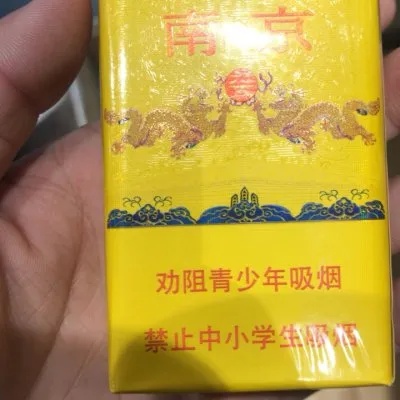 南京
劝阻青少年吸烟
禁止中小学生吸烟